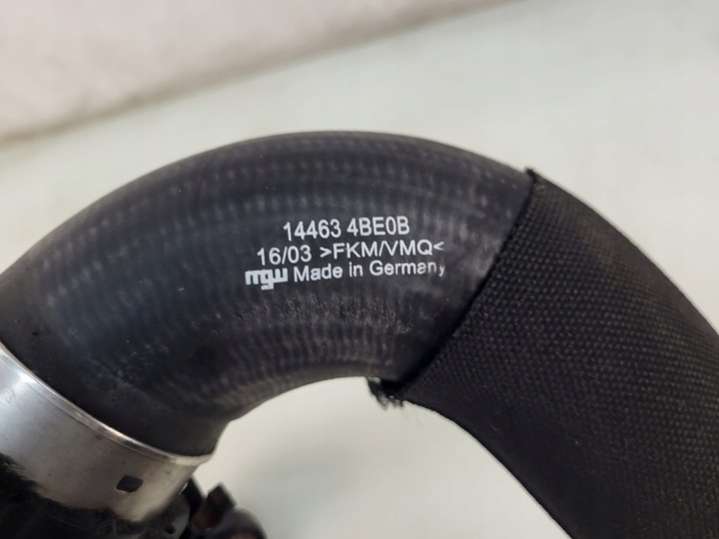 14463 4BE0B
16/03 >FKM/VMQ<
mgw Made in Germany